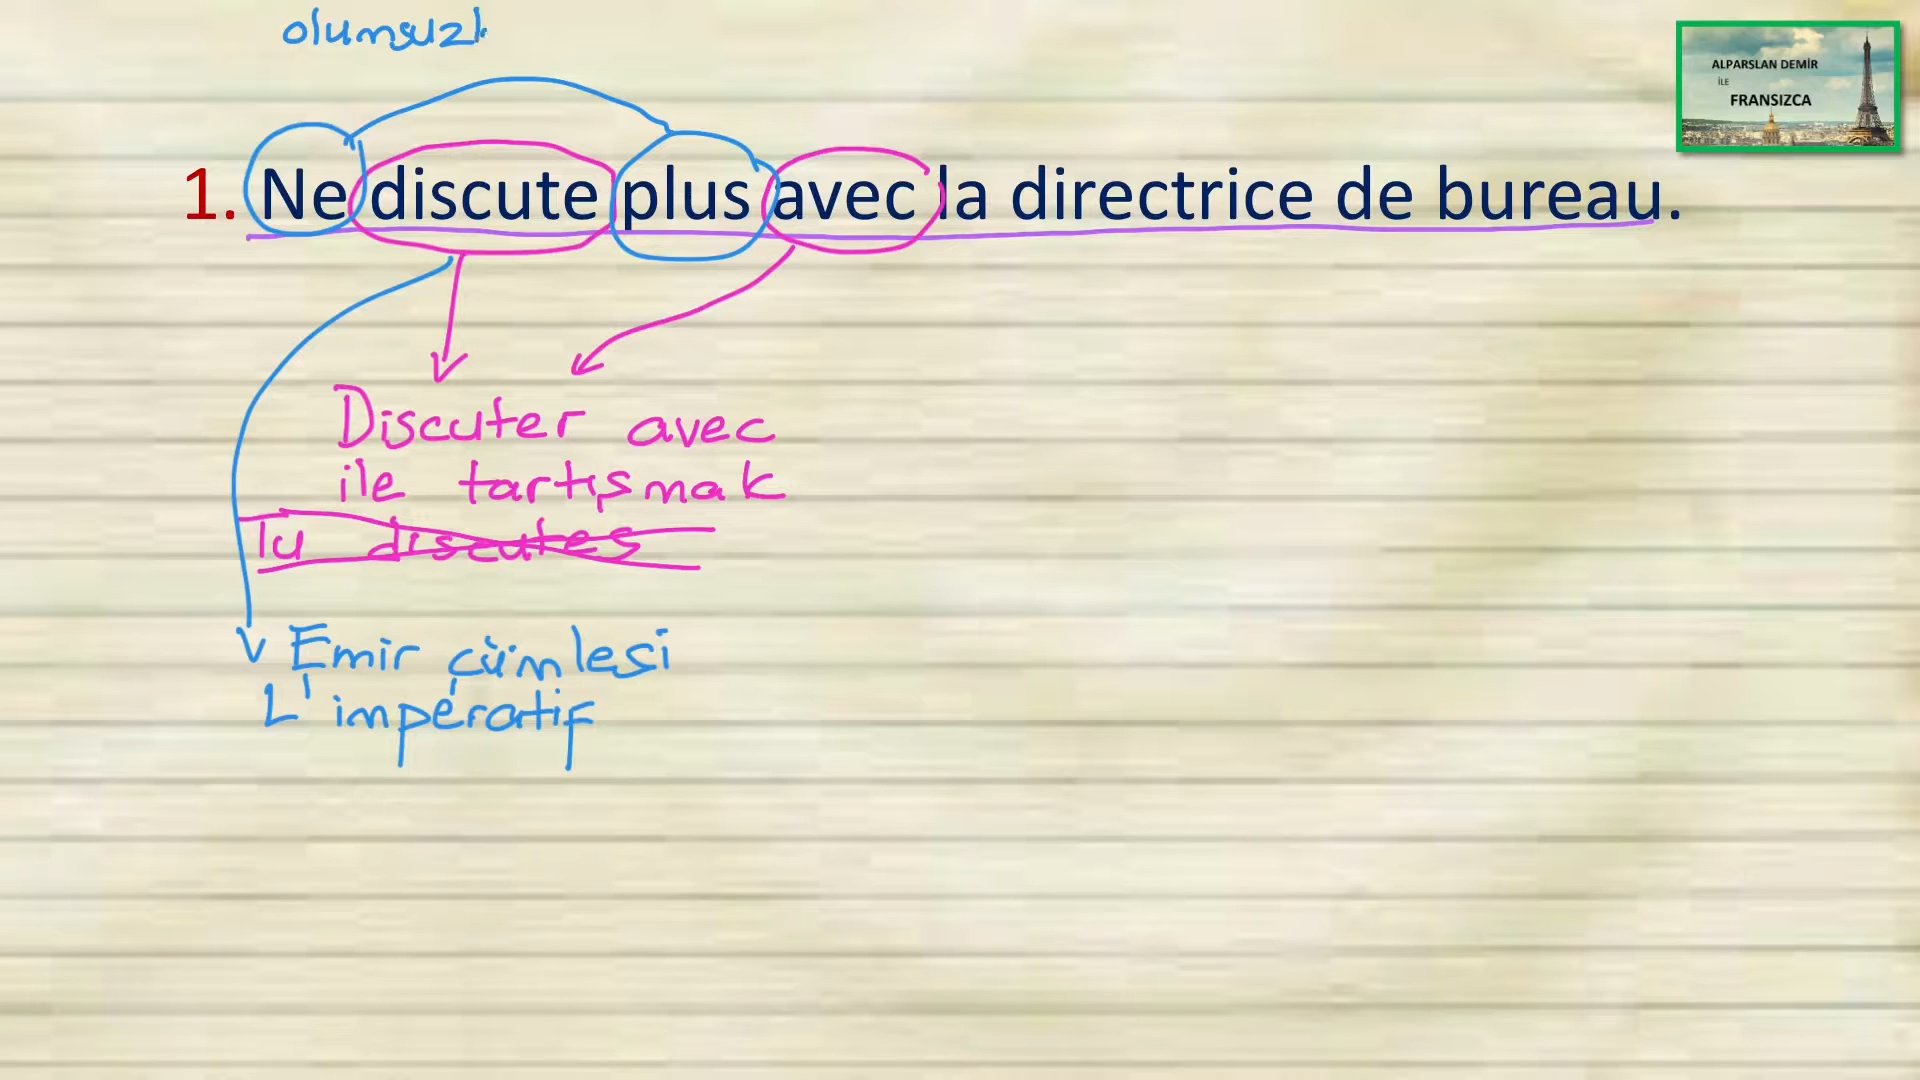 olumsuzl
ALPARSLAN DEMİR
İLE
FRANSIZCA
1. Ne discute plus avec la directrice de bureau.
Discuter avec
ile tartışmak
Tu discutes
Emir cümlesi
L'impératif